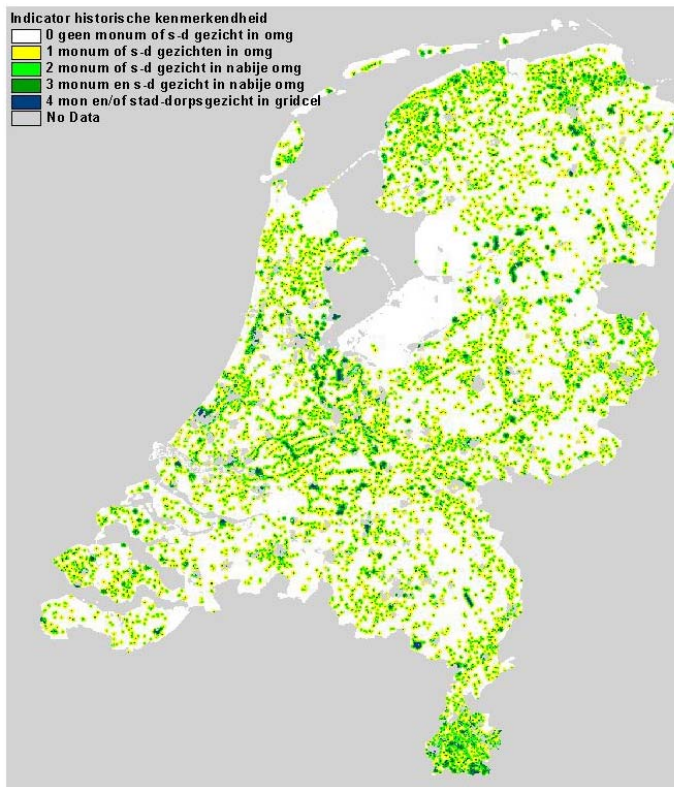 Indicator historische kenmerkendheid
0 geen monum of s-d gezicht in omg
1 monum of s-d gezichten in omg
2 monum of s-d gezicht in nabije omg
3 monum en s-d gezicht in nabije omg
4 mon en/of stad-dorpsgezicht in gridcel
No Data